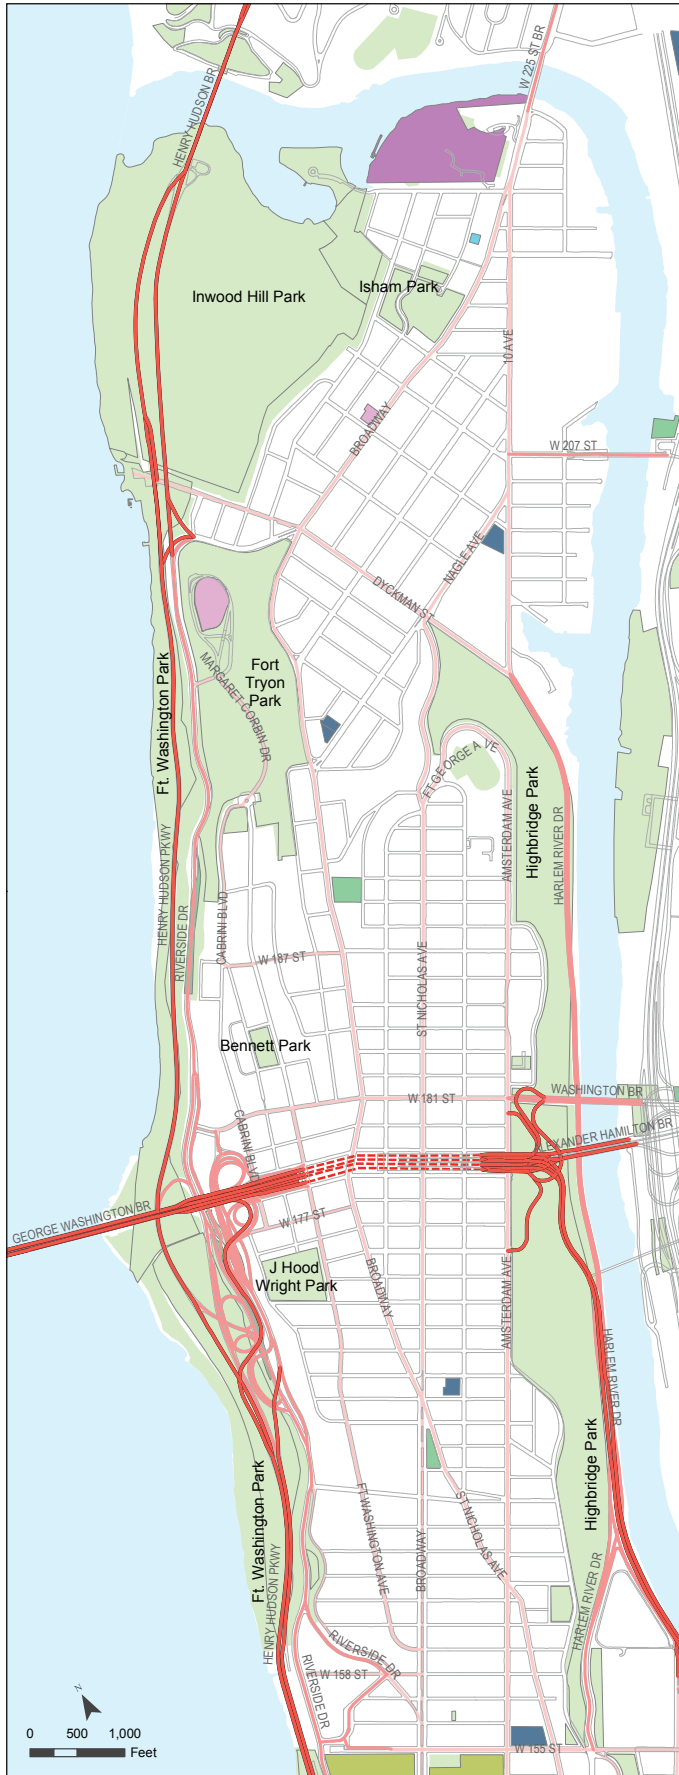 W 225 ST BR
HENRY HUDSON BR
Isham Park
Inwood Hill Park
10 AVE
BROADWAY
W 207 ST
NAGLE AVE
DYCKMAN ST
Fort
Tryon
Park
MARGARET CORBIN DR
Ft. Washington Park
FT GEORGE A VE
AMSTERDAM AVE
Highbridge Park
HARLEM RIVER DR
HENRY HUDSON PKWY
RIVERSIDE DR
CABRINI BLVD
W 187 ST
ST NICHOLAS AVE
Bennett Park
WASHINGTON BR
W 181 ST
CABRINI BLVD
ALEXANDER HAMILTON BR
GEORGE WASHINGTON BR
W 177 ST
J Hood
Wright Park
BROADWAY
AMSTERDAM AVE
HARLEM RIVER DR
Highbridge Park
Ft. Washington Park
FT WASHINGTON AVE
ST NICHOLAS AVE
BROADWAY
HENRY HUDSON PKWY
HARLEM RIVER DR
RIVERSIDE DR
W 158 ST
RIVERSIDE DR
N
0 500 1,000
Feet
W 155 ST